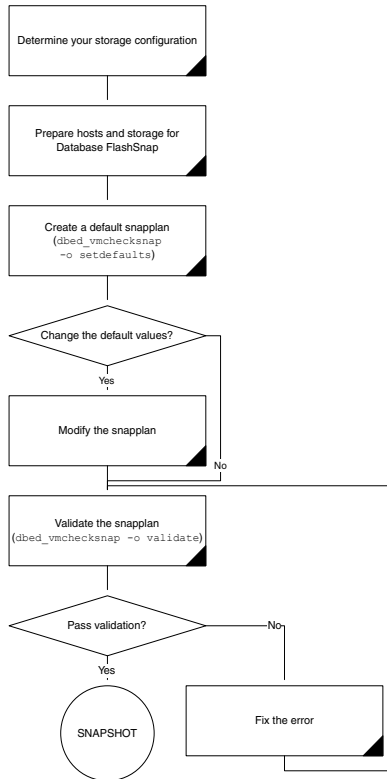 Determine your storage configuration
Prepare hosts and storage for
Database FlashSnap
Create a default snapplan
(dbed_vmchecksnap
-o setdefaults)
Change the default values?
Yes
Modify the snapplan
No
Validate the snapplan
(dbed_vmchecksnap -o validate)
Pass validation?
No
Yes
SNAPSHOT
Fix the error